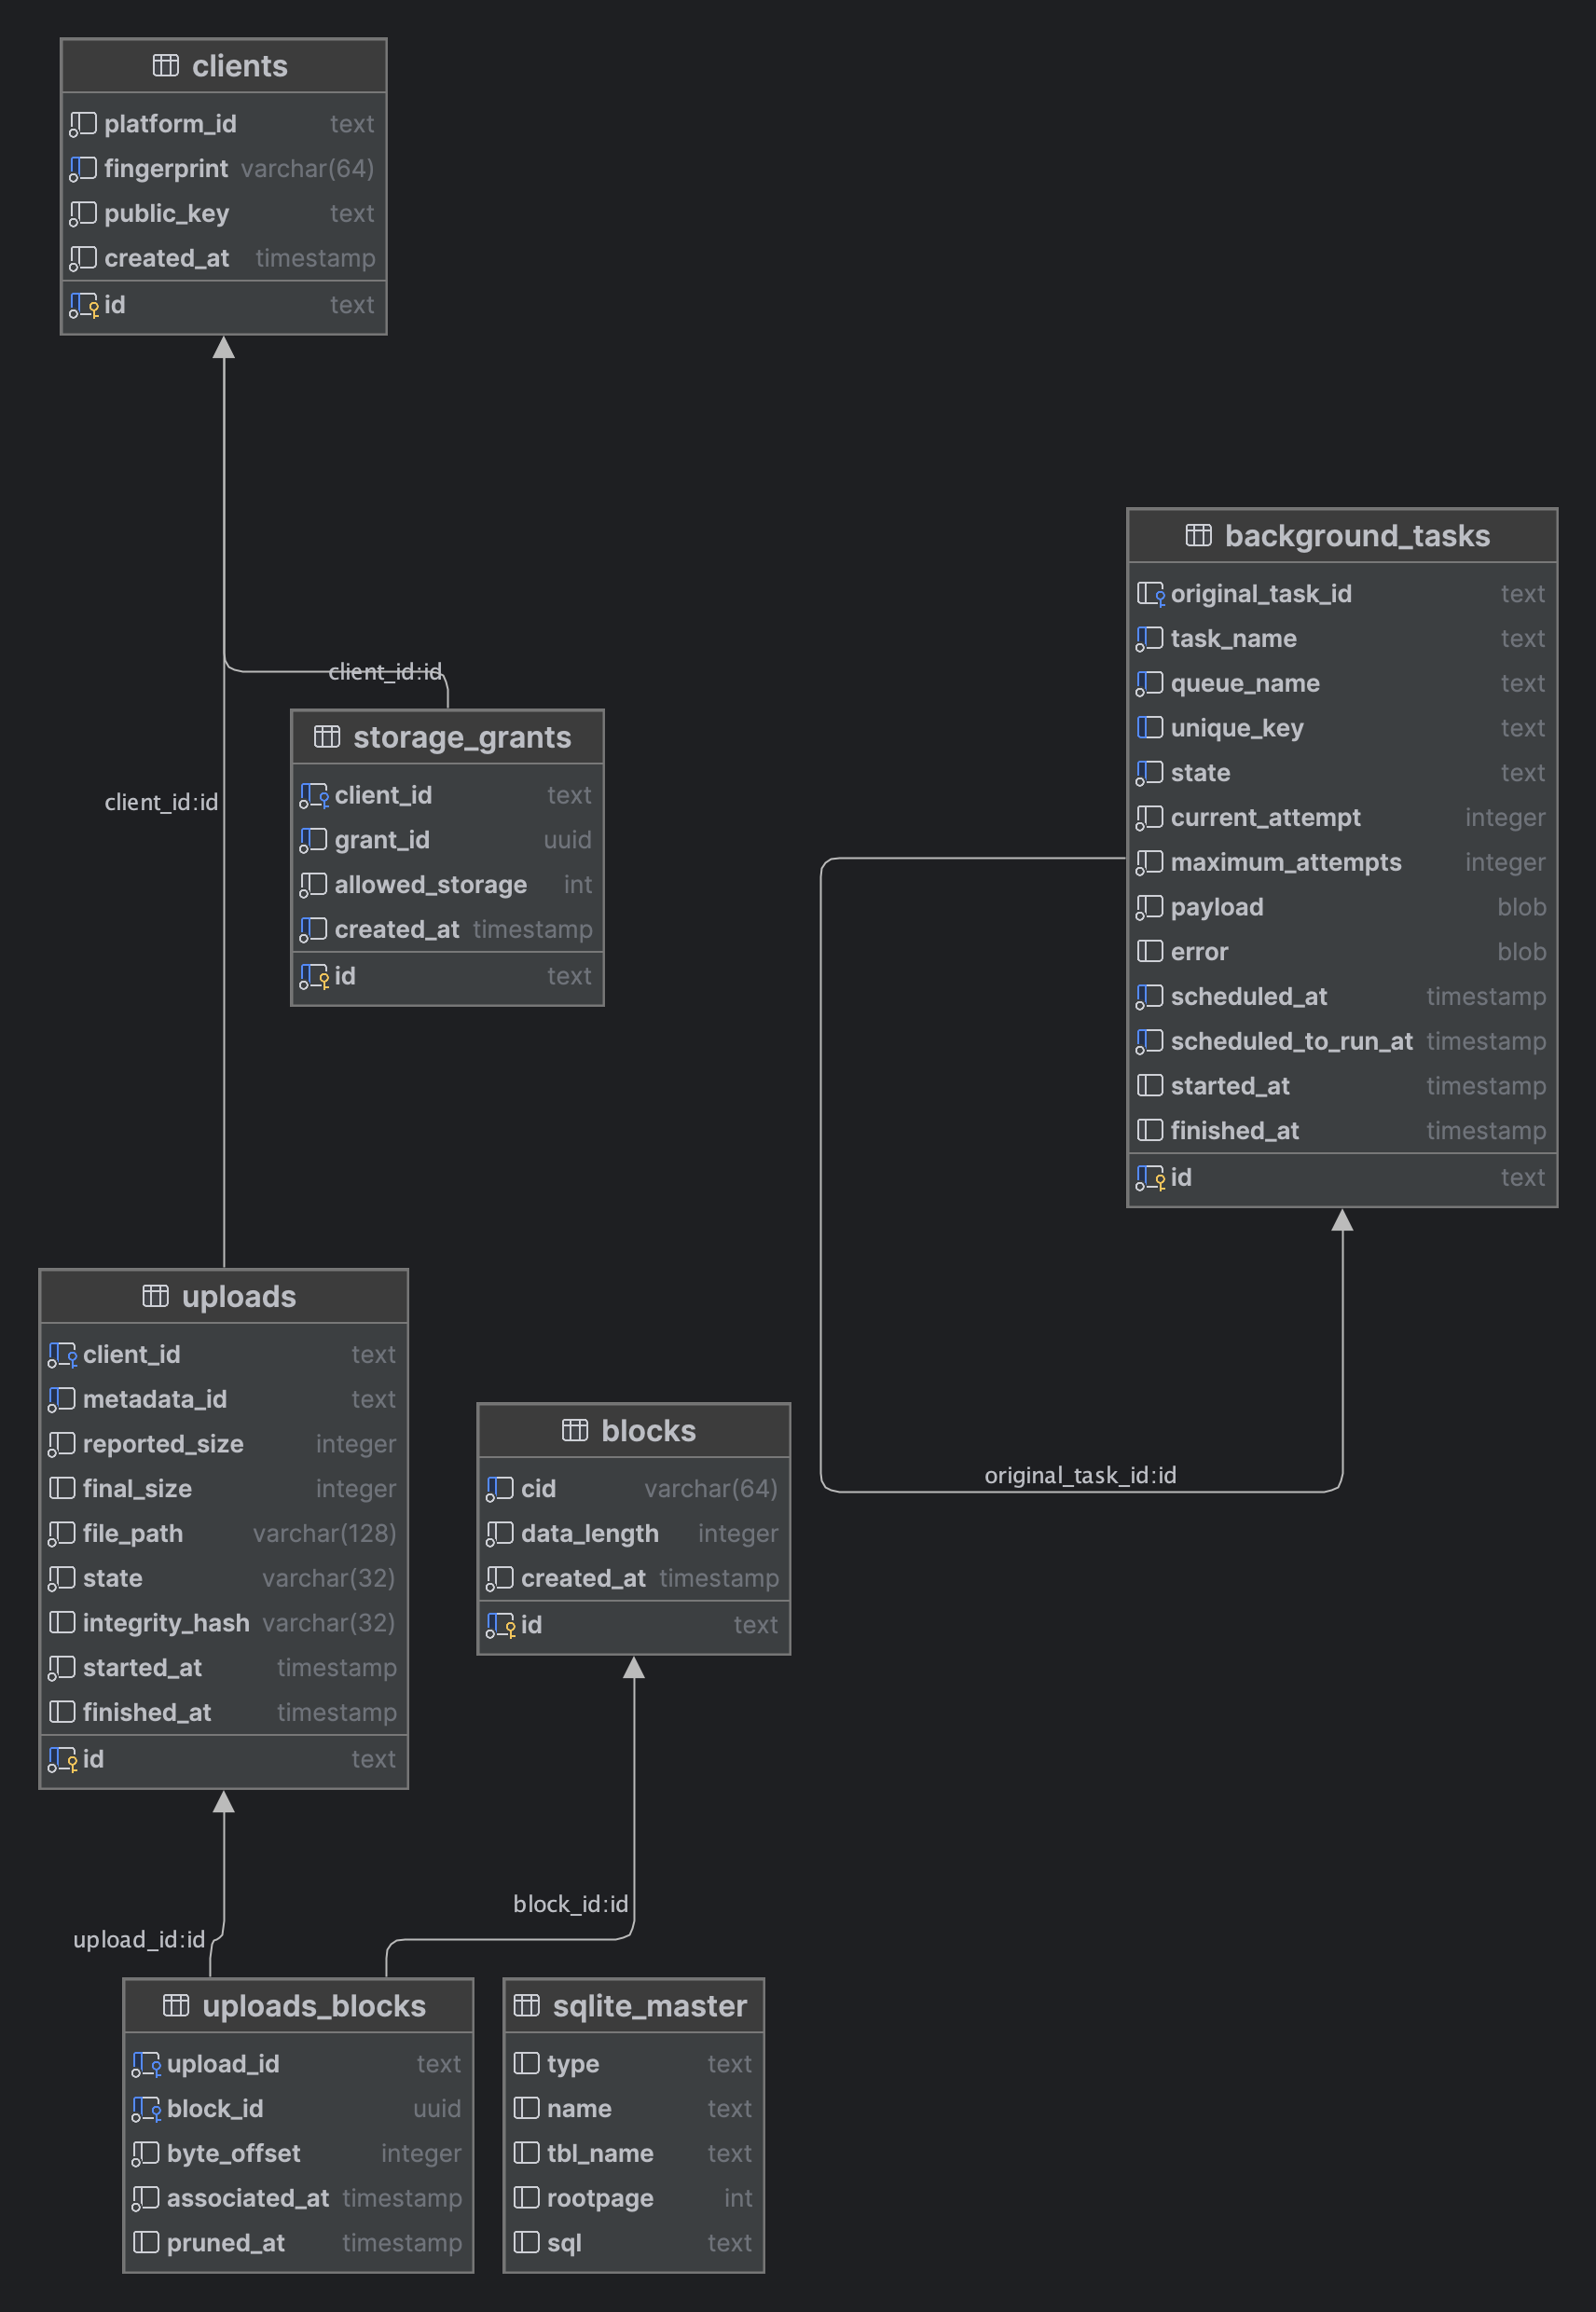 clients
platform_id text
fingerprint varchar(64)
public_key text
created_at timestamp
id text
client_id:id
client_id:id
storage_grants
client_id text
grant_id uuid
allowed_storage int
created_at timestamp
id text
background_tasks
original_task_id text
task_name text
queue_name text
unique_key text
state text
current_attempt integer
maximum_attempts integer
payload blob
error blob
scheduled_at timestamp
scheduled_to_run_at timestamp
started_at timestamp
finished_at timestamp
id text
original_task_id:id
uploads
client_id text
metadata_id text
reported_size integer
final_size integer
file_path varchar(128)
state varchar(32)
integrity_hash varchar(32)
started_at timestamp
finished_at timestamp
id text
blocks
cid varchar(64)
data_length integer
created_at timestamp
id text
block_id:id
upload_id:id
uploads_blocks
upload_id text
block_id uuid
byte_offset integer
associated_at timestamp
pruned_at timestamp
sqlite_master
type text
name text
tbl_name text
rootpage int
sql text